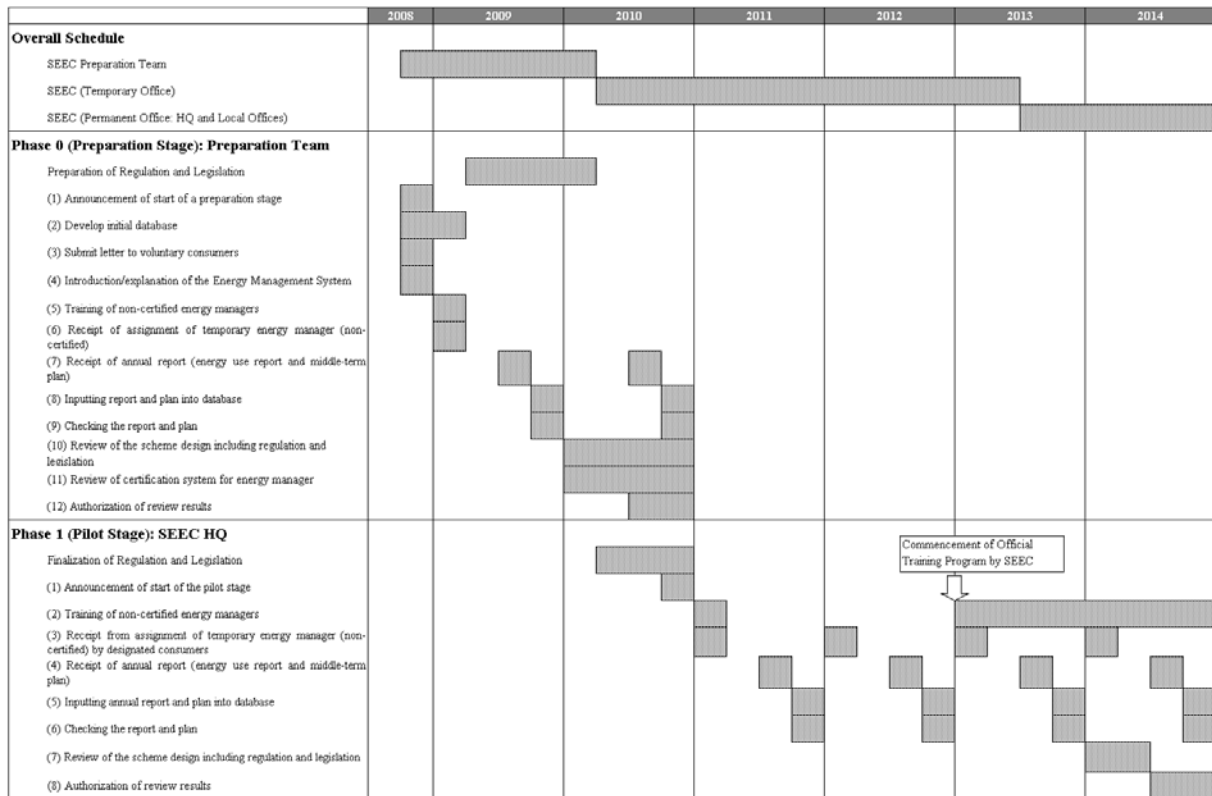 2008 2009 2010 2011 2012 2013 2014
Overall Schedule
SEEC Preparation Team
SEEC (Temporary Office)
SEEC (Permanent Office: HQ and Local Offices)
Phase 0 (Preparation Stage): Preparation Team
Preparation of Regulation and Legislation
(1) Announcement of start of a preparation stage
(2) Develop initial database
(3) Submit letter to voluntary consumers
(4) Introduction/explanation of the Energy Management System
(5) Training of non-certified energy managers
(6) Receipt of assignment of temporary energy manager (non-
certified)
(7) Receipt of annual report (energy use report and middle-term
plan)
(8) Inputting report and plan into database
(9) Checking the report and plan
(10) Review of the scheme design including regulation and
legislation
(11) Review of certification system for energy manager
(12) Authorization of review results
Phase 1 (Pilot Stage): SEEC HQ
Finalization of Regulation and Legislation
Commencement of Official
Training Program by SEEC
(1) Announcement of start of the pilot stage
(2) Training of non-certified energy managers
(3) Receipt from assignment of temporary energy manager (non-
certified) by designated consumers
(4) Receipt of annual report (energy use report and middle-term
plan)
(5) Inputting annual report and plan into database
(6) Checking the report and plan
(7) Review of the scheme design including regulation and legislation
(8) Authorization of review results